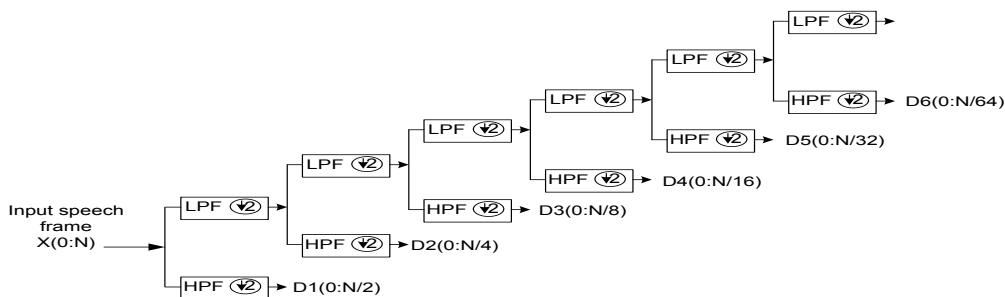 LPF ↓2
LPF ↓2
LPF ↓2
HPF ↓2 D6(0:N/64)
LPF ↓2
HPF ↓2 D5(0:N/32)
LPF ↓2
HPF ↓2 D4(0:N/16)
LPF ↓2
HPF ↓2 D3(0:N/8)
Input speech
frame
X(0:N)
HPF ↓2 D2(0:N/4)
HPF ↓2 D1(0:N/2)